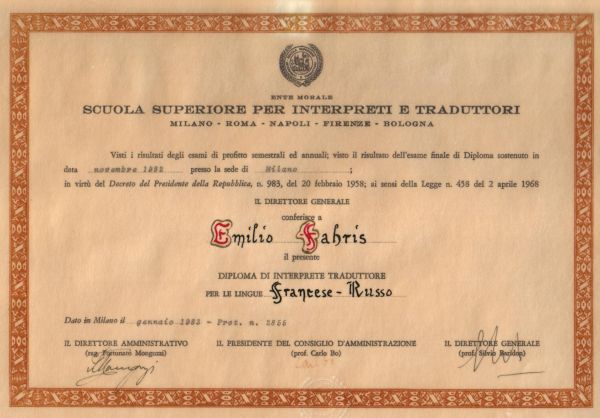 ENTE MORALE
SCUOLA SUPERIORE PER INTERPRETI E TRADUTTORI
MILANO - ROMA - NAPOLI - FIRENZE - BOLOGNA
Visti i risultati degli esami di profitto semestrali ed annuali; visto il risultato dell'esame finale di Diploma sostenuto in
data novembre 1982 presso la sede di Milano ;
in virtù del Decreto del Presidente della Repubblica, n. 983, del 20 febbraio 1958; ai sensi della Legge n. 458 del 2 aprile 1968
IL DIRETTORE GENERALE
conferisce a
Emilio Fahris
il presente
DIPLOMA DI INTERPRETE TRADUTTORE
PER LE LINGUE Francese - Russo
Dato in Milano il gennaio 1983 - Prot. n. 2855
IL DIRETTORE AMMINISTRATIVO IL PRESIDENTE DEL CONSIGLIO D'AMMINISTRAZIONE IL DIRETTORE GENERALE
(rag. Fortunato Mongozzi) (prof. Carlo Bo) (prof. Silvio